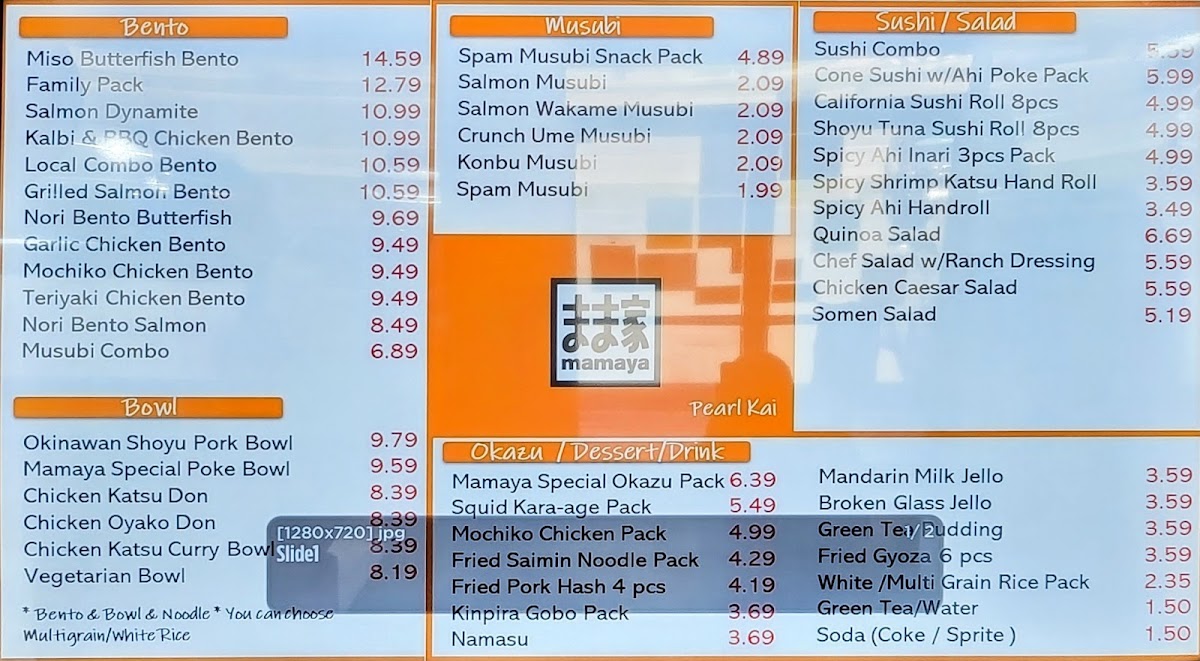 Bento
Miso Butterfish Bento 14.59
Family Pack 12.79
Salmon Dynamite 10.99
Kalbi & BBQ Chicken Bento 10.99
Local Combo Bento 10.59
Grilled Salmon Bento 10.59
Nori Bento Butterfish 9.69
Garlic Chicken Bento 9.49
Mochiko Chicken Bento 9.49
Teriyaki Chicken Bento 9.49
Nori Bento Salmon 8.49
Musubi Combo 6.89
Bowl
Okinawan Shoyu Pork Bowl 9.79
Mamaya Special Poke Bowl 9.59
Chicken Katsu Don 8.39
Chicken Oyako Don 8.39
Chicken Katsu Curry Bowl 8.39
Vegetarian Bowl 8.19
* Bento & Bowl & Noodle * You can choose
Multigrain/White Rice
Musubi
Spam Musubi Snack Pack 4.89
Salmon Musubi 2.09
Salmon Wakame Musubi 2.09
Crunch Ume Musubi 2.09
Konbu Musubi 2.09
Spam Musubi 1.99
まま家
mamaya
Pearl Kai
Sushi / Salad
Sushi Combo
Cone Sushi w/Ahi Poke Pack 5.99
California Sushi Roll 8pcs 4.99
Shoyu Tuna Sushi Roll 8pcs 4.99
Spicy Ahi Inari 3pcs Pack 4.99
Spicy Shrimp Katsu Hand Roll 3.59
Spicy Ahi Handroll 3.49
Quinoa Salad 6.69
Chef Salad w/Ranch Dressing 5.59
Chicken Caesar Salad 5.59
Somen Salad 5.19
Okazu / Dessert/Drink
Mamaya Special Okazu Pack 6.39
Squid Kara-age Pack 5.49
Mochiko Chicken Pack 4.99
Fried Saimin Noodle Pack 4.29
Fried Pork Hash 4 pcs 4.19
Kinpira Gobo Pack 3.69
Namasu 3.69
Mandarin Milk Jello 3.59
Broken Glass Jello 3.59
Green Tea Pudding 3.59
Fried Gyoza 6 pcs 3.59
White /Multi Grain Rice Pack 2.35
Green Tea/Water 1.50
Soda (Coke / Sprite ) 1.50
[1280x720] jpg
Slide1
1/2